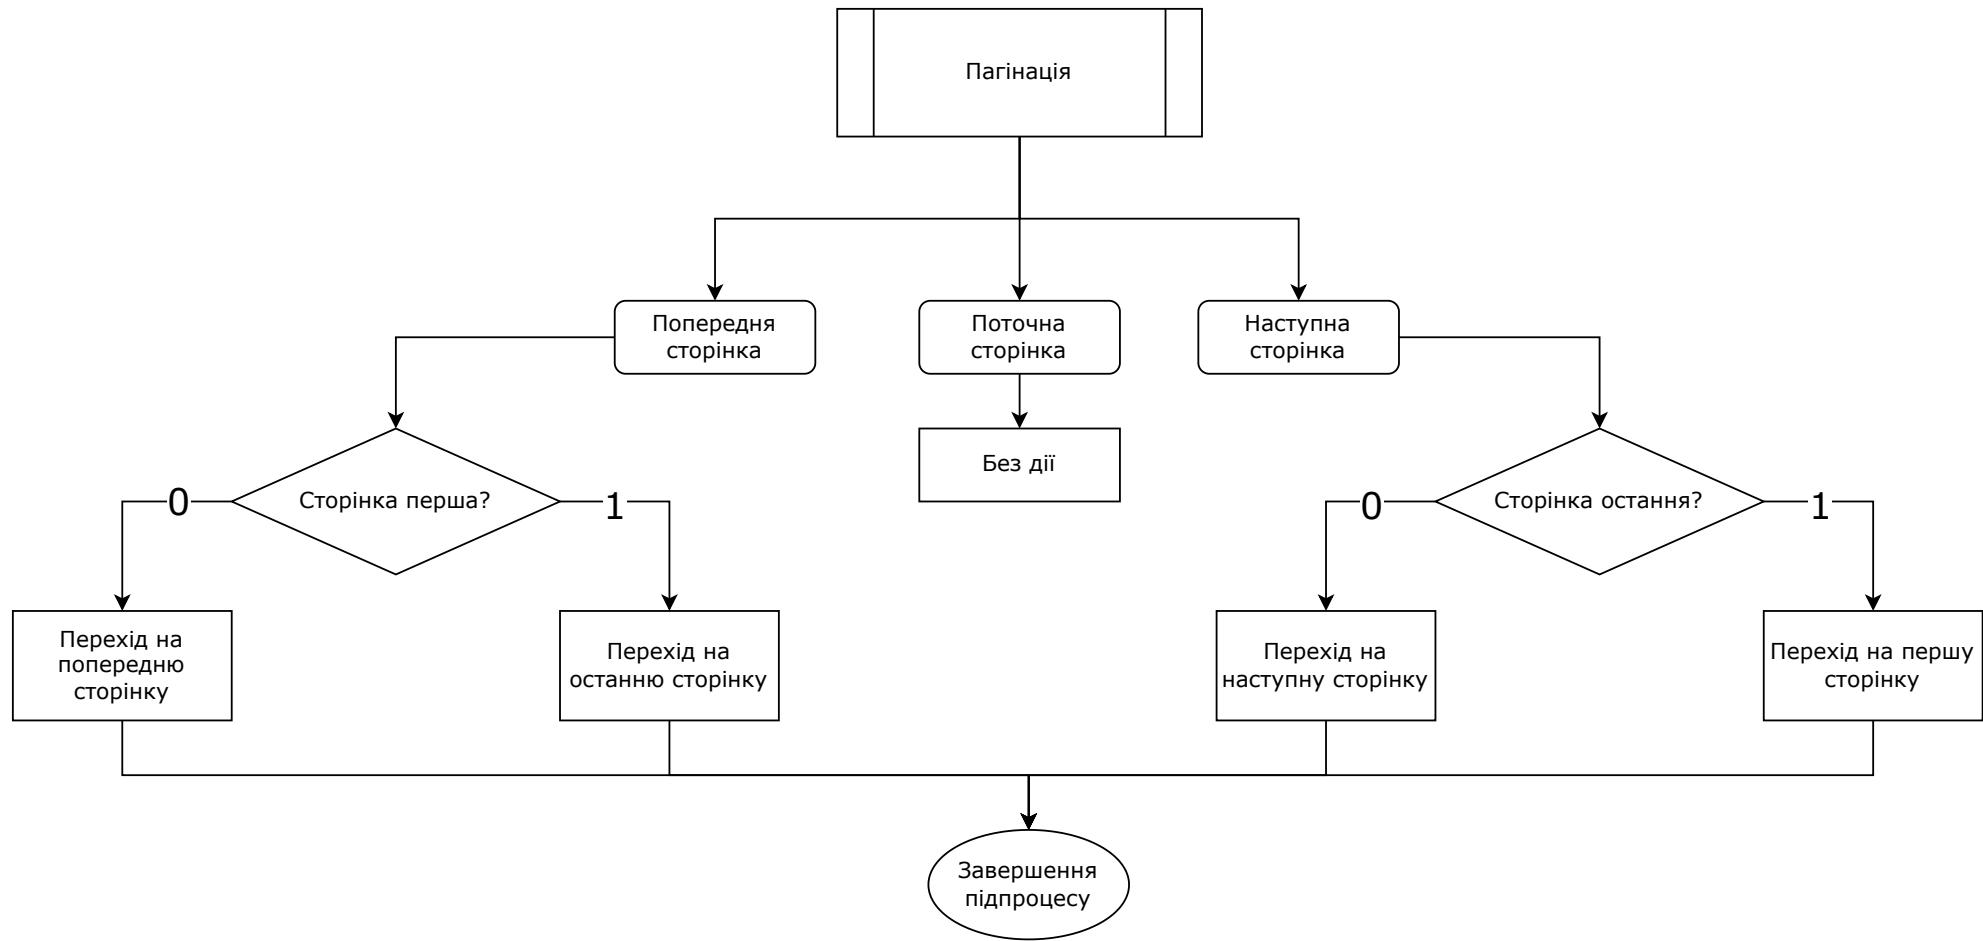 Пагінація
Попередня
сторінка
Поточна
сторінка
Наступна
сторінка
Без дії
Сторінка перша?
0
1
Сторінка остання?
0
1
Перехід на
попередню
сторінку
Перехід на
останню сторінку
Перехід на
наступну сторінку
Перехід на першу
сторінку
Завершення
підпроцесу